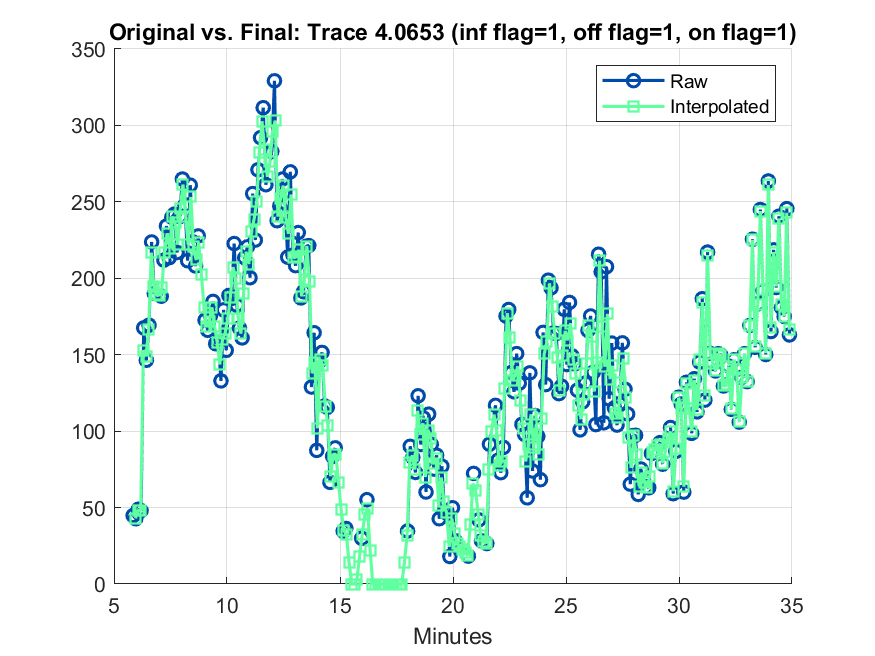 Original vs. Final: Trace 4.0653 (inf flag=1, off flag=1, on flag=1)
350
300
250
200
150
100
50
0
5 10 15 20 25 30 35
Minutes
Raw
Interpolated